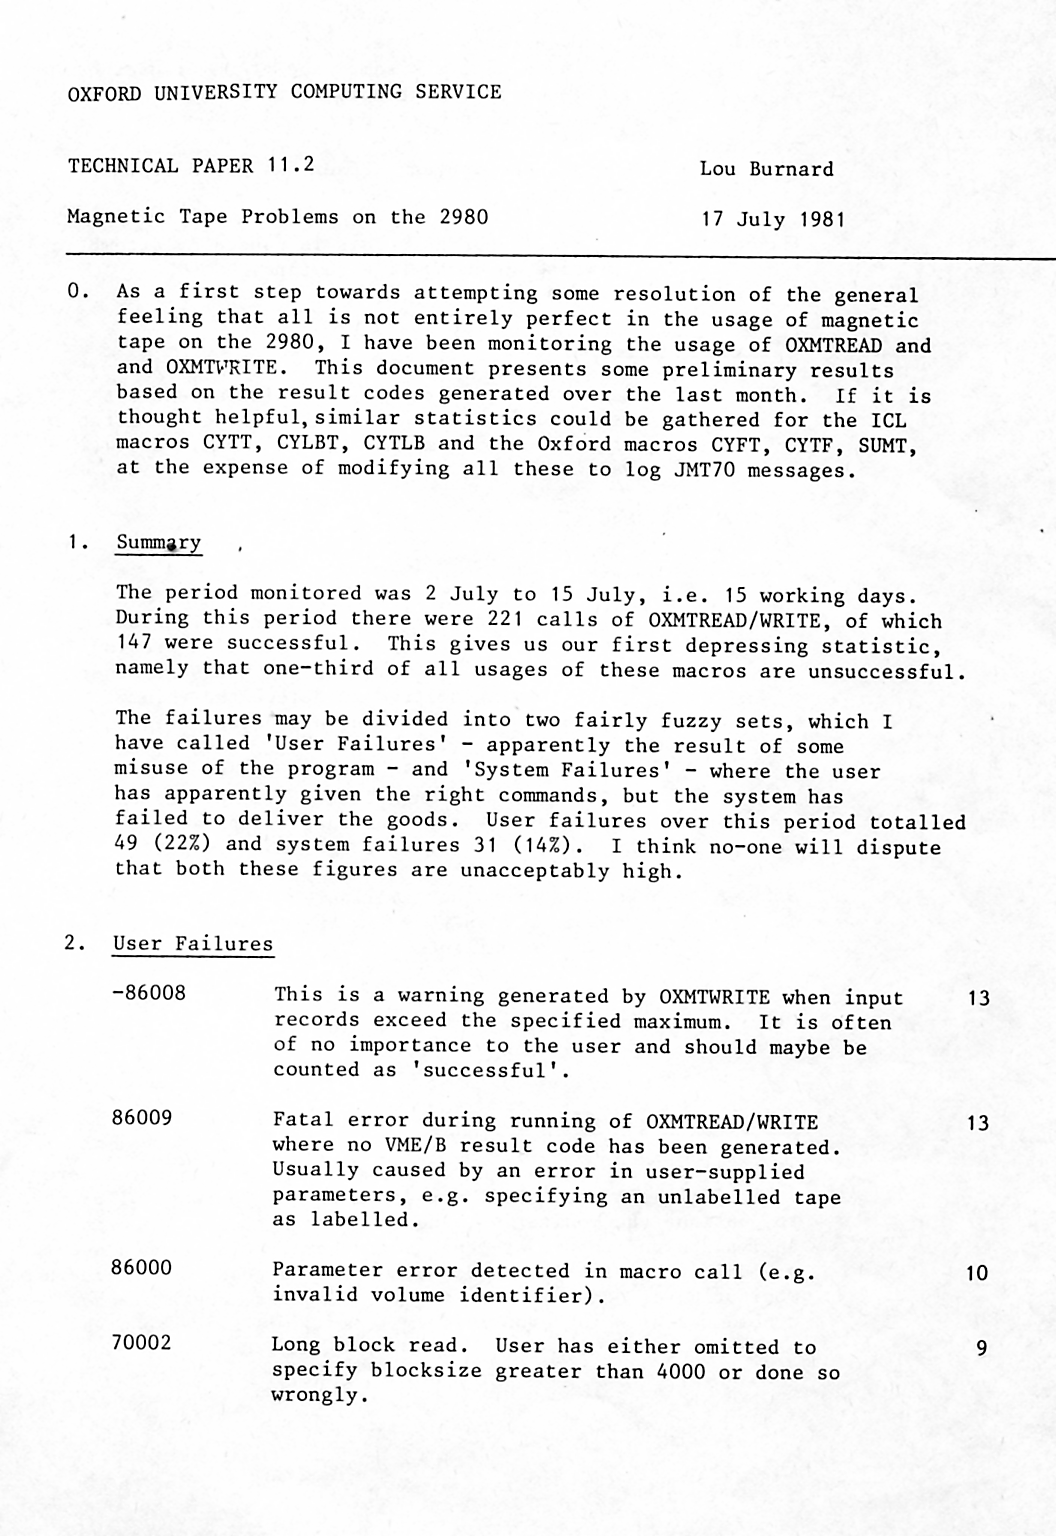 OXFORD UNIVERSITY COMPUTING SERVICE
TECHNICAL PAPER 11.2 Lou Burnard
Magnetic Tape Problems on the 2980 17 July 1981
0. As a first step towards attempting some resolution of the general
feeling that all is not entirely perfect in the usage of magnetic
tape on the 2980, I have been monitoring the usage of OXMTREAD and
and OXMTWRITE. This document presents some preliminary results
based on the result codes generated over the last month. If it is
thought helpful, similar statistics could be gathered for the ICL
macros CYTT, CYLBT, CYTLB and the Oxford macros CYFT, CYTF, SUMT,
at the expense of modifying all these to log JMT70 messages.
1. Summary
The period monitored was 2 July to 15 July, i.e. 15 working days.
During this period there were 221 calls of OXMTREAD/WRITE, of which
147 were successful. This gives us our first depressing statistic,
namely that one-third of all usages of these macros are unsuccessful.
The failures may be divided into two fairly fuzzy sets, which I
have called 'User Failures' - apparently the result of some
misuse of the program - and 'System Failures' - where the user
has apparently given the right commands, but the system has
failed to deliver the goods. User failures over this period totalled
49 (22%) and system failures 31 (14%). I think no-one will dispute
that both these figures are unacceptably high.
2. User Failures
-86008 This is a warning generated by OXMTWRITE when input 13
records exceed the specified maximum. It is often
of no importance to the user and should maybe be
counted as 'successful'.
86009 Fatal error during running of OXMTREAD/WRITE 13
where no VME/B result code has been generated.
Usually caused by an error in user-supplied
parameters, e.g. specifying an unlabelled tape
as labelled.
86000 Parameter error detected in macro call (e.g. 10
invalid volume identifier).
70002 Long block read. User has either omitted to 9
specify blocksize greater than 4000 or done so
wrongly.